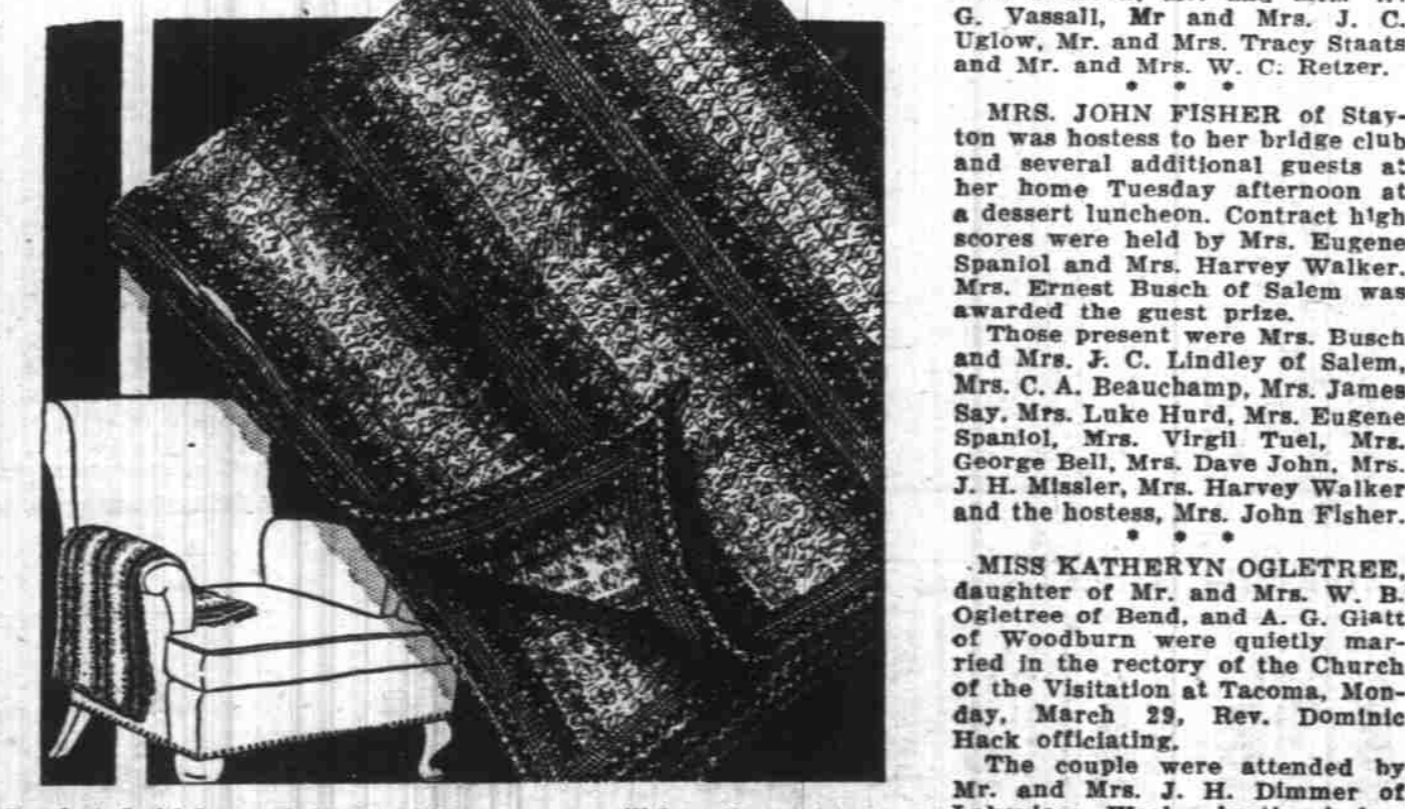 G. Vassall, Mr and Mrs. J. C.
Uglow, Mr. and Mrs. Tracy Staats
and Mr. and Mrs. W. C. Retzer.
* * *
MRS. JOHN FISHER of Stay-
ton was hostess to her bridge club
and several additional guests at
her home Tuesday afternoon at
a dessert luncheon. Contract high
scores were held by Mrs. Eugene
Spaniol and Mrs. Harvey Walker.
Mrs. Ernest Busch of Salem was
awarded the guest prize.
Those present were Mrs. Busch
and Mrs. J. C. Lindley of Salem,
Mrs. C. A. Beauchamp, Mrs. James
Say, Mrs. Luke Hurd, Mrs. Eugene
Spaniol, Mrs. Virgil Tuel, Mrs.
George Bell, Mrs. Dave John, Mrs.
J. H. Missler, Mrs. Harvey Walker
and the hostess, Mrs. John Fisher.
* * *
MISS KATHERYN OGLETREE,
daughter of Mr. and Mrs. W. B.
Ogletree of Bend, and A. G. Glatt
of Woodburn were quietly mar-
ried in the rectory of the Church
of the Visitation at Tacoma, Mon-
day, March 29, Rev. Dominic
Hack officiating.
The couple were attended by
Mr. and Mrs. J. H. Dimmer of